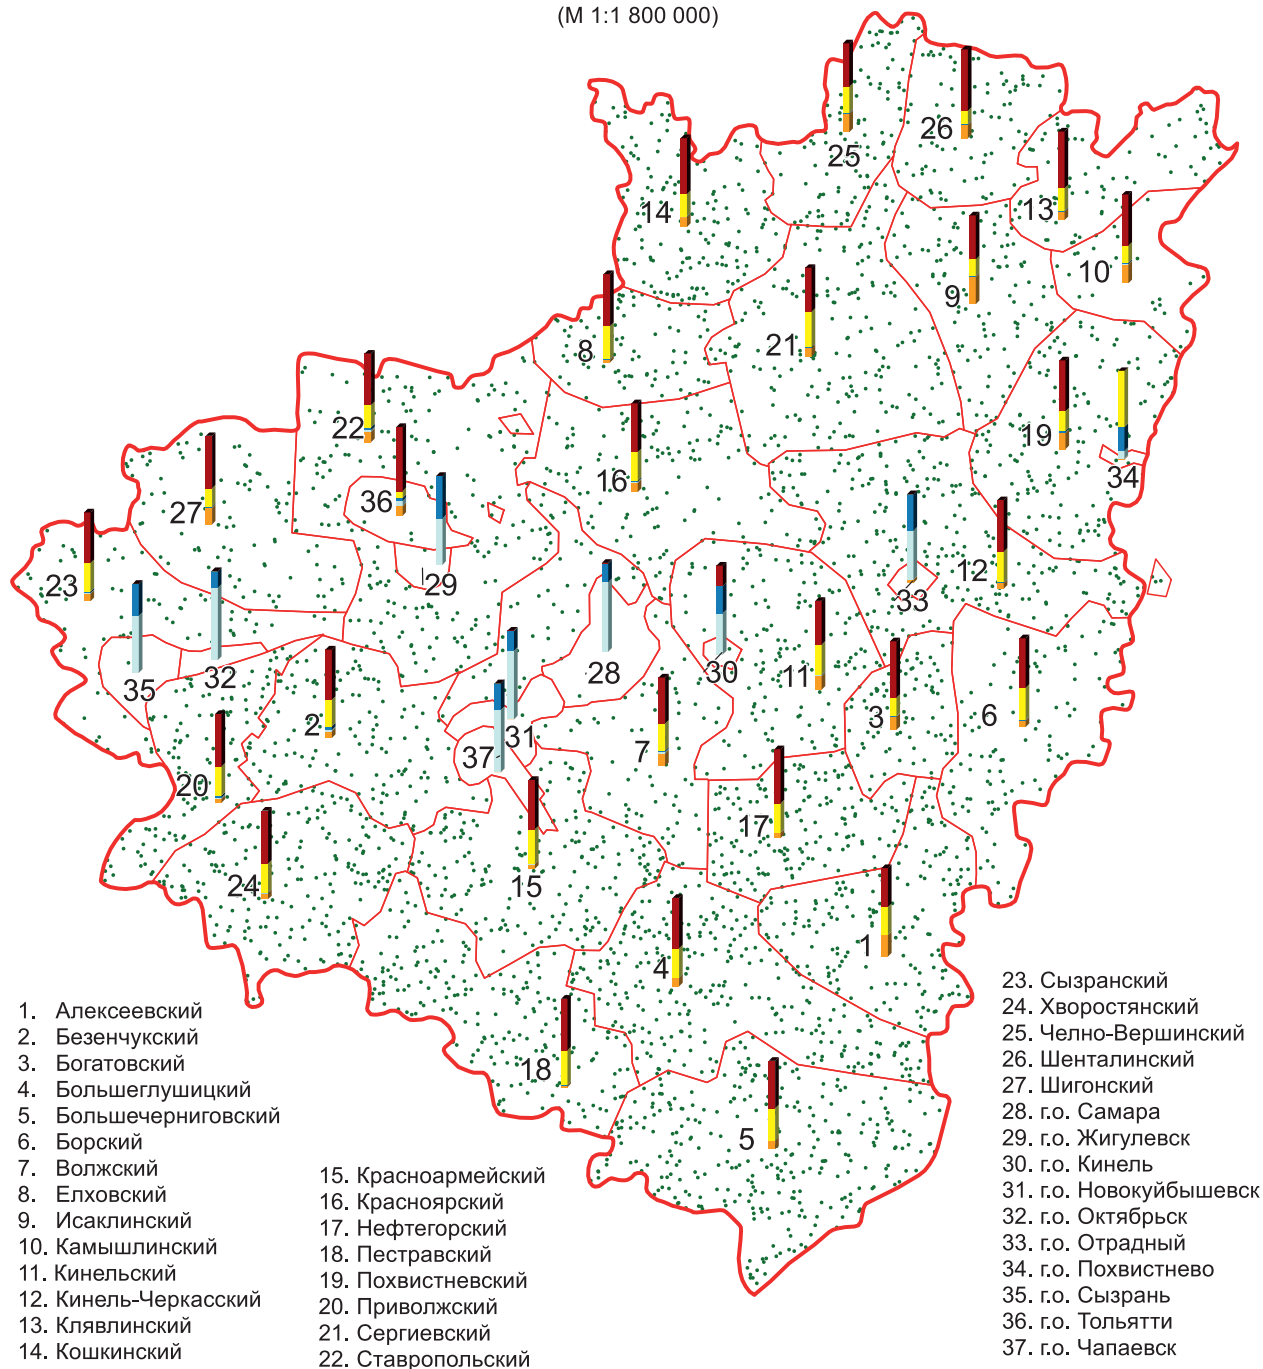 (М 1:1 800 000)
25
26
14
13
10
9
8
21
22
19
34
16
36
27
29
23
33
12
35
32
28
30
11
3
6
2
31
37
7
20
17
24
15
1
4
18
5
1. Алексеевский
2. Безенчукский
3. Богатовский
4. Большеглушицкий
5. Большечерниговский
6. Борский
7. Волжский
8. Елховский
9. Исаклинский
10. Камышлинский
11. Кинельский
12. Кинель-Черкасский
13. Клявлинский
14. Кошкинский
15. Красноармейский
16. Красноярский
17. Нефтегорский
18. Пестравский
19. Похвистневский
20. Приволжский
21. Сергиевский
22. Ставропольский
23. Сызранский
24. Хворостянский
25. Челно-Вершинский
26. Шенталинский
27. Шигонский
28. г.о. Самара
29. г.о. Жигулевск
30. г.о. Кинель
31. г.о. Новокуйбышевск
32. г.о. Октябрьск
33. г.о. Отрадный
34. г.о. Похвистнево
35. г.о. Сызрань
36. г.о. Тольятти
37. г.о. Чапаевск